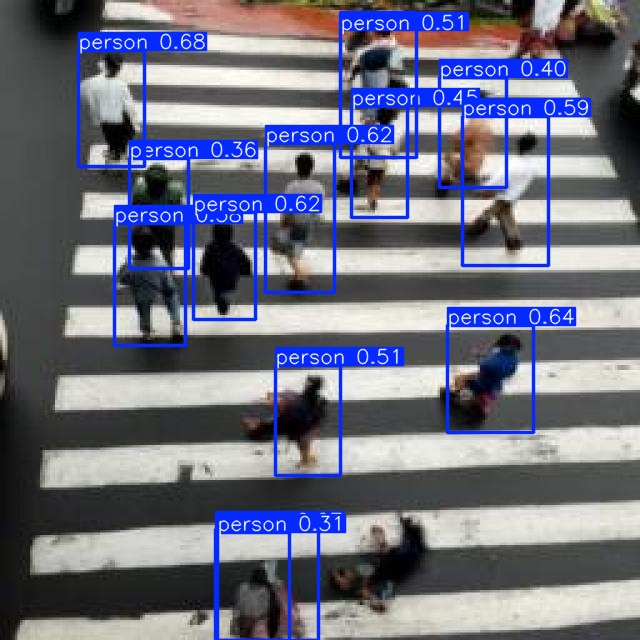 person 0.51
person 0.68
person 0.40
person 0.45
person 0.59
person 0.62
person 0.36
person 0.62
person
person 0.64
person 0.51
person 0.31